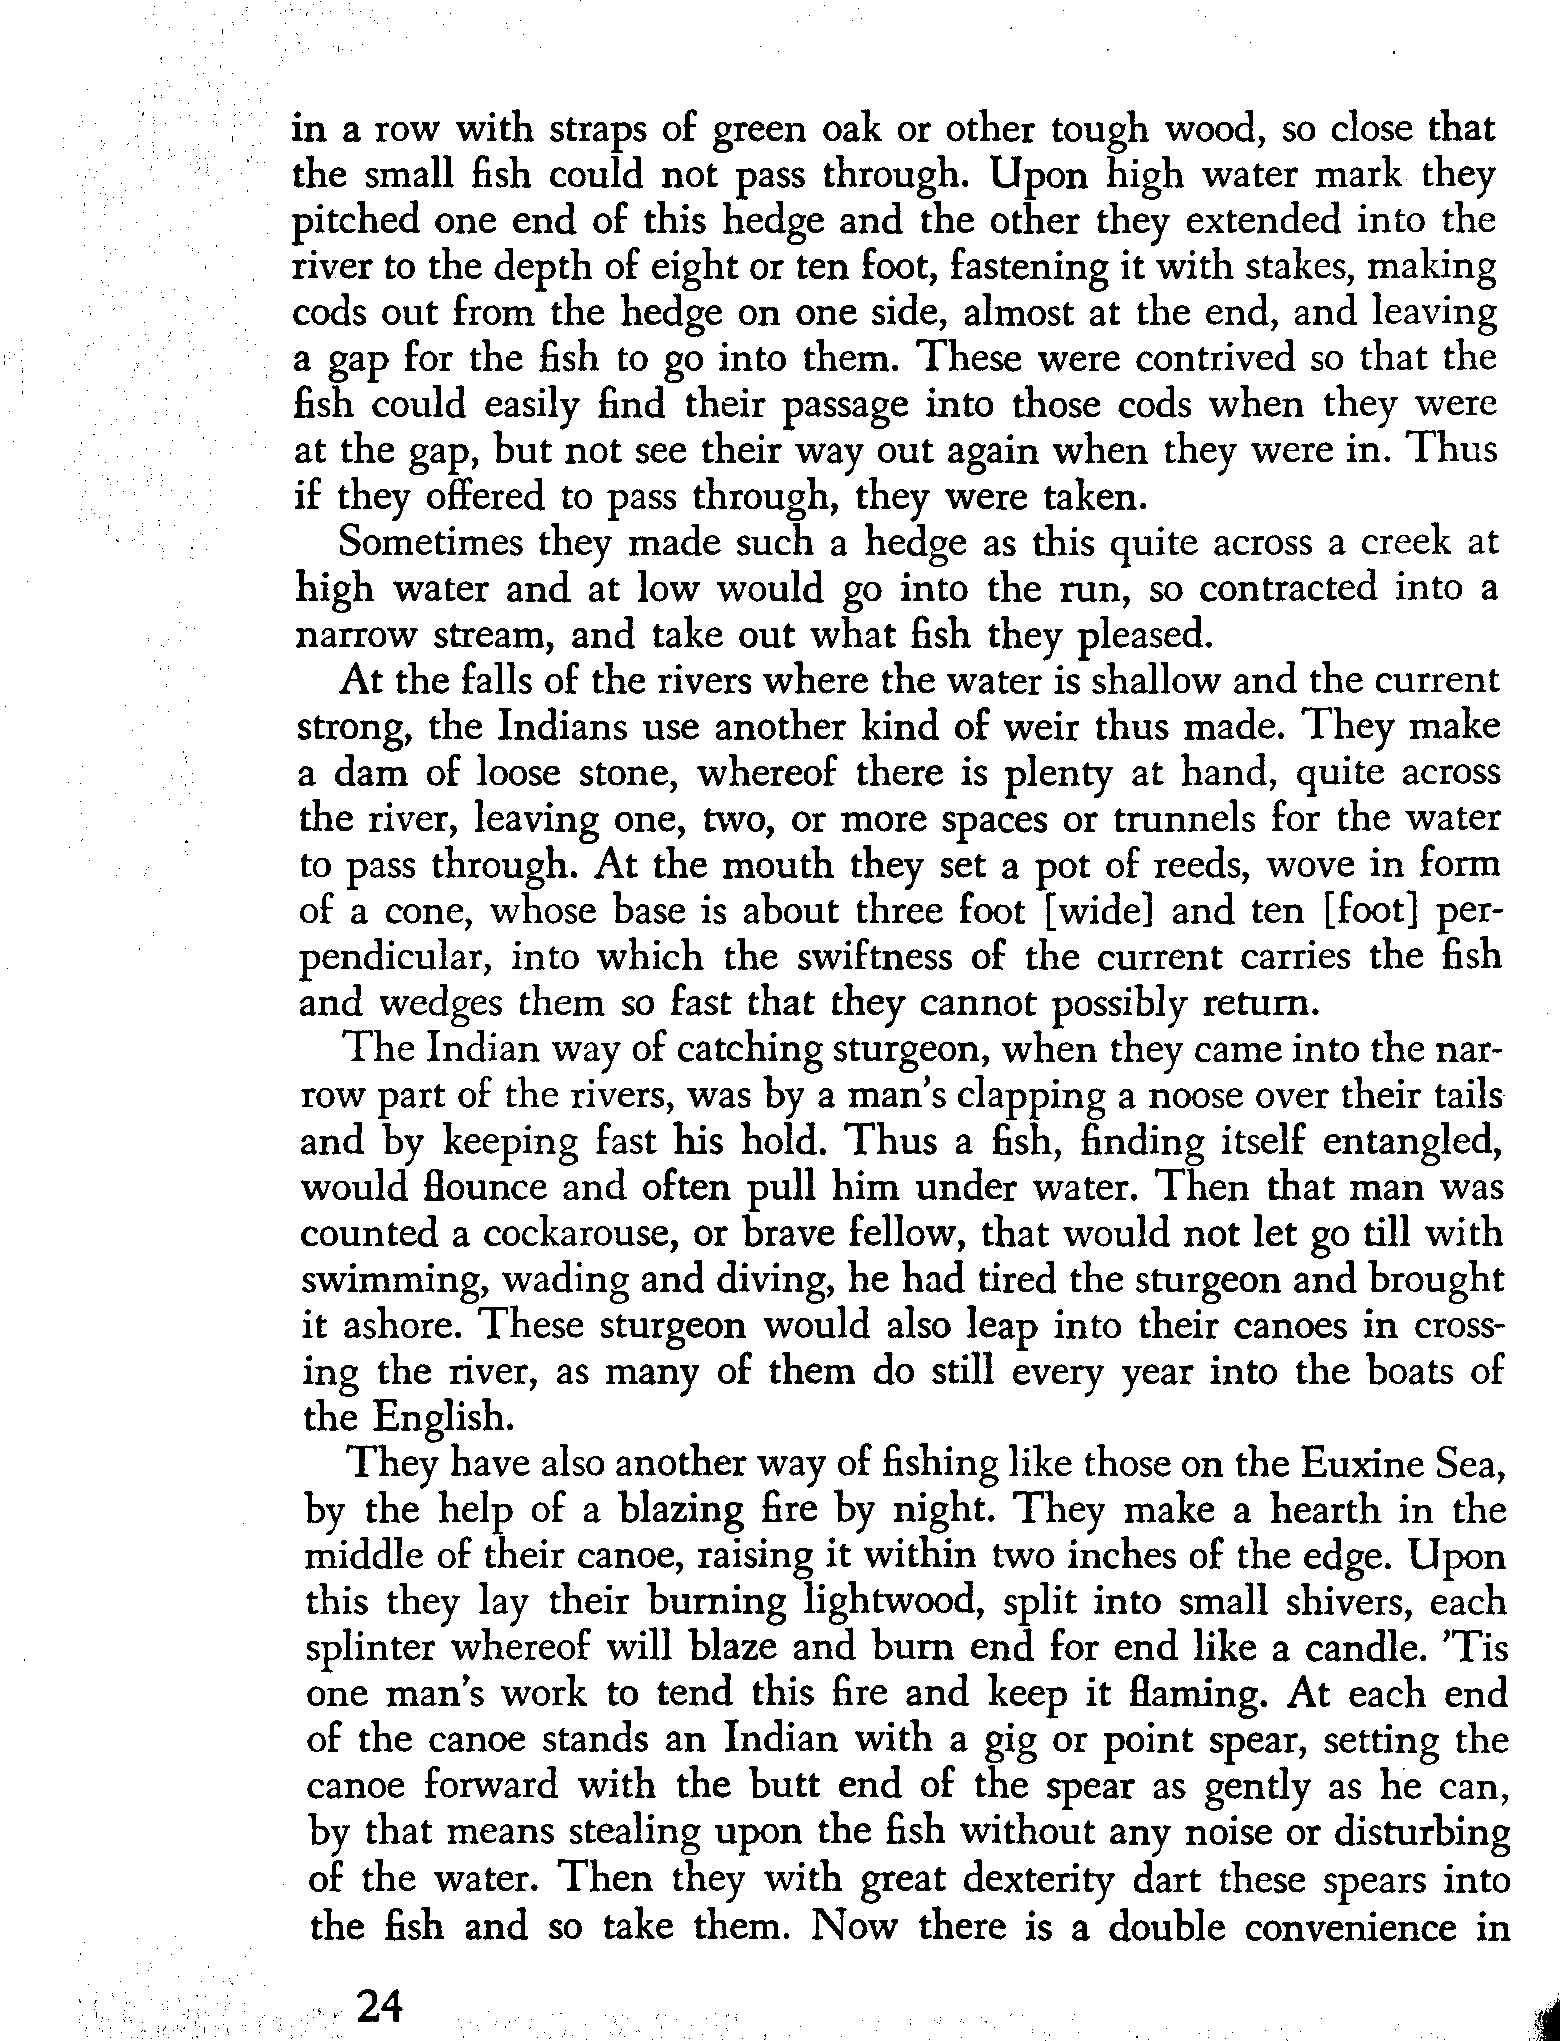 in a row with straps of green oak or other tough wood, so close that
the small fish could not pass through. Upon high water mark they
pitched one end of this hedge and the other they extended into the
river to the depth of eight or ten foot, fastening it with stakes, making
cods out from the hedge on one side, almost at the end, and leaving
a gap for the fish to go into them. These were contrived so that the
fish could easily find their passage into those cods when they were
at the gap, but not see their way out again when they were in. Thus
if they offered to pass through, they were taken.
Sometimes they made such a hedge as this quite across a creek at
high water and at low would go into the run, so contracted into a
narrow stream, and take out what fish they pleased.
At the falls of the rivers where the water is shallow and the current
strong, the Indians use another kind of weir thus made. They make
a dam of loose stone, whereof there is plenty at hand, quite across
the river, leaving one, two, or more spaces or trunnels for the water
to pass through. At the mouth they set a pot of reeds, wove in form
of a cone, whose base is about three foot [wide] and ten [foot] per-
pendicular, into which the swiftness of the current carries the fish
and wedges them so fast that they cannot possibly return.
The Indian way of catching sturgeon, when they came into the nar-
row part of the rivers, was by a man's clapping a noose over their tails
and by keeping fast his hold. Thus a fish, finding itself entangled,
would flounce and often pull him under water. Then that man was
counted a cockarouse, or brave fellow, that would not let go till with
swimming, wading and diving, he had tired the sturgeon and brought
it ashore. These sturgeon would also leap into their canoes in cross-
ing the river, as many of them do still every year into the boats of
the English.
They have also another way of fishing like those on the Euxine Sea,
by the help of a blazing fire by night. They make a hearth in the
middle of their canoe, raising it within two inches of the edge. Upon
this they lay their burning lightwood, split into small shivers, each
splinter whereof will blaze and burn end for end like a candle. 'Tis
one man's work to tend this fire and keep it flaming. At each end
of the canoe stands an Indian with a gig or point spear, setting the
canoe forward with the butt end of the spear as gently as he can,
by that means stealing upon the fish without any noise or disturbing
of the water. Then they with great dexterity dart these spears into
the fish and so take them. Now there is a double convenience in
24